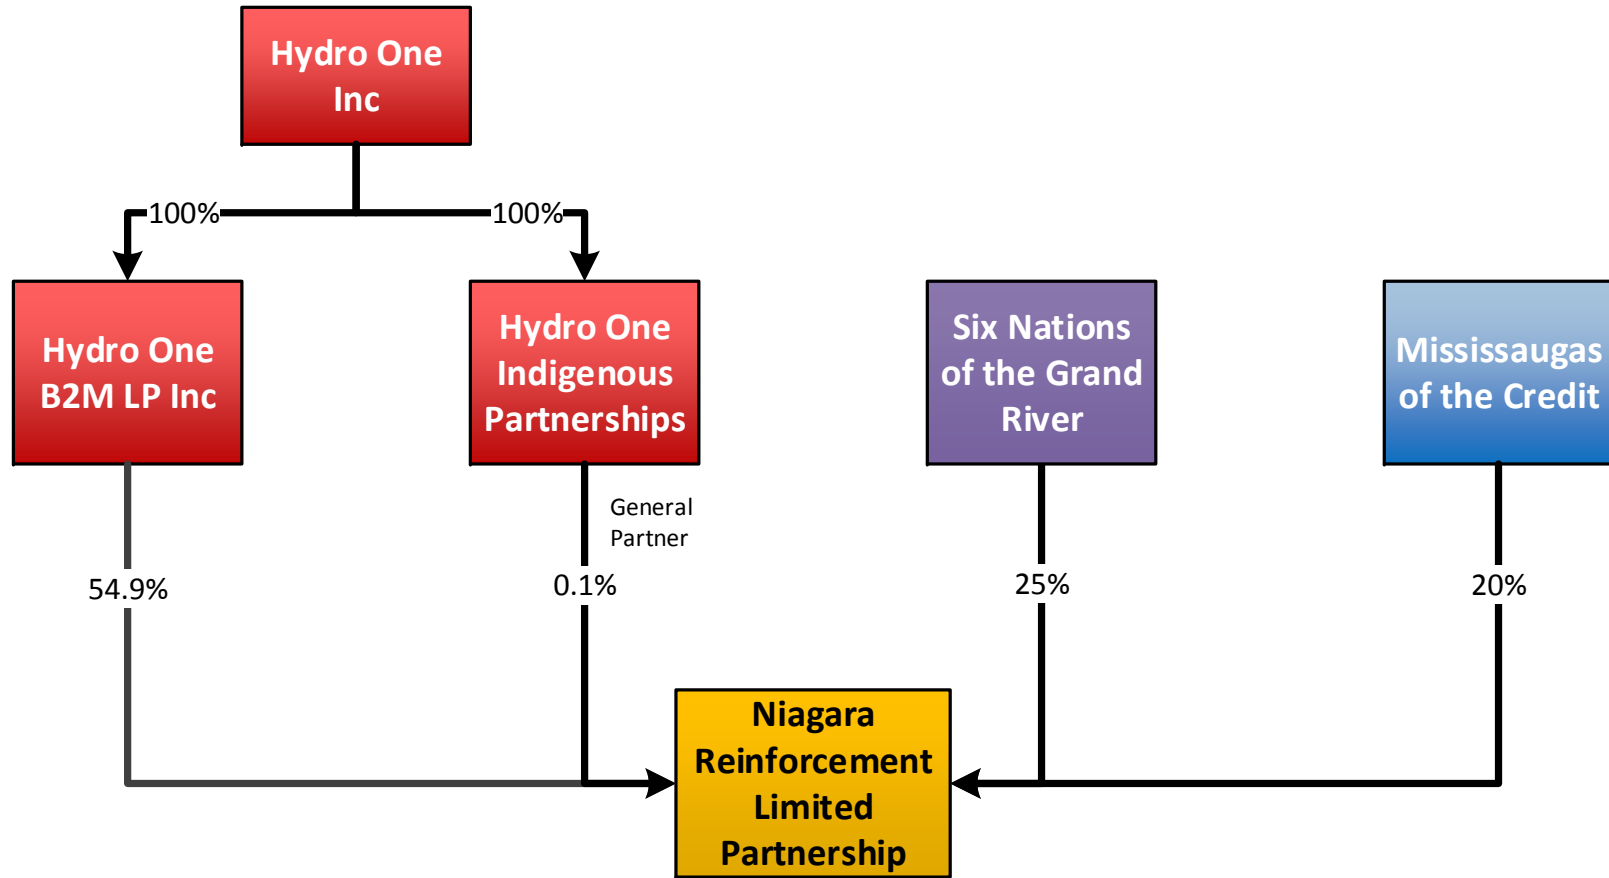 Hydro One
Inc
100%
100%
Hydro One
B2M LP Inc
Hydro One
Indigenous
Partnerships
Six Nations
of the Grand
River
Mississaugas
of the Credit
General
Partner
54.9%
0.1%
25%
20%
Niagara
Reinforcement
Limited
Partnership